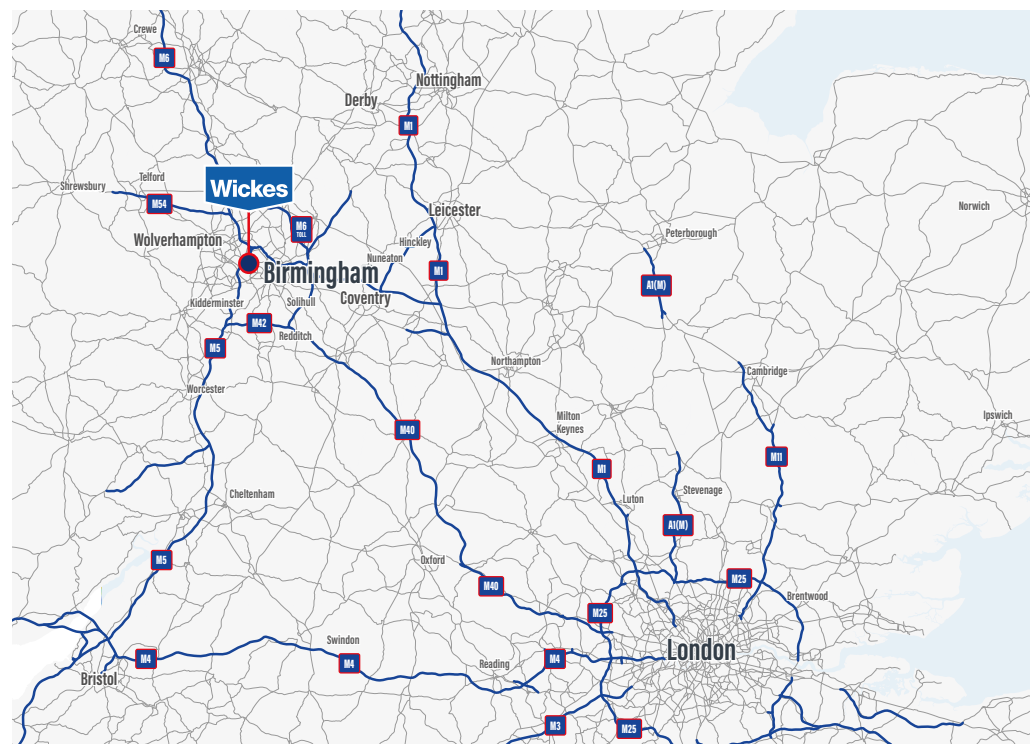 Crewe
M6
Nottingham
Derby
M1
Telford
Shrewsbury
Wickes
M54
Norwich
Leicester
M6
TOLL
Peterborough
Wolverhampton
Hinckley
Nuneaton
Birmingham
M1
A1(M)
Coventry
Kidderminster
Solihull
M42
Redditch
M5
Northampton
Cambridge
Worcester
Milton
Keynes
Ipswich
M40
M11
M1
Cheltenham
Luton
Stevenage
A1(M)
M5
Oxford
M25
M40
Brentwood
M25
Swindon
London
M4
M4
Reading
M4
Bristol
M3
M25